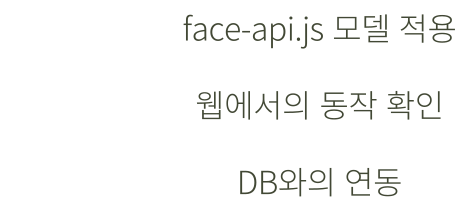 face-api.js 모델 적용
웹에서의 동작 확인
DB와의 연동